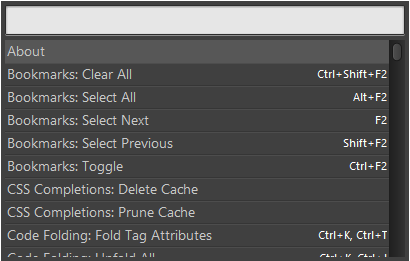 About
Bookmarks: Clear All Ctrl+Shift+F2
Bookmarks: Select All Alt+F2
Bookmarks: Select Next F2
Bookmarks: Select Previous Shift+F2
Bookmarks: Toggle Ctrl+F2
CSS Completions: Delete Cache
CSS Completions: Prune Cache
Code Folding: Fold Tag Attributes Ctrl+K, Ctrl+T
Code Folding: Unfold All